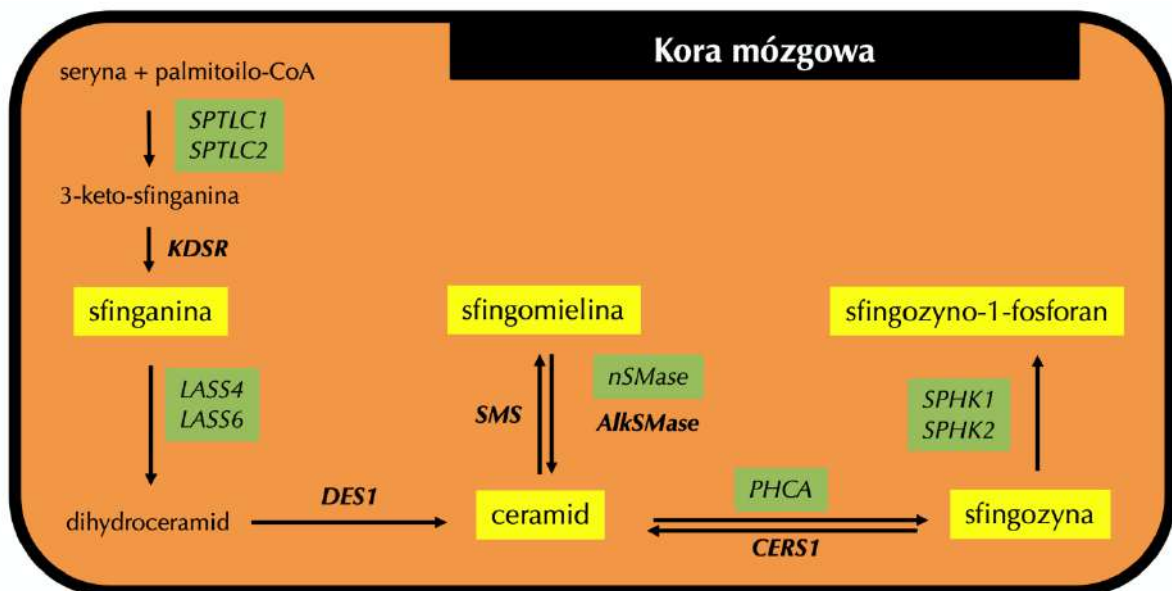 Kora mózgowa
seryna + palmitoilo-CoA
SPTLC1
SPTLC2
3-keto-sfinganina
KDSR
sfinganina
sfingomielina
sfingozyno-1-fosforan
LASS4
LASS6
SMS
nSMase
AlkSMase
SPHK1
SPHK2
dihydroceramid
DES1
ceramid
PHCA
CERS1
sfingozyna